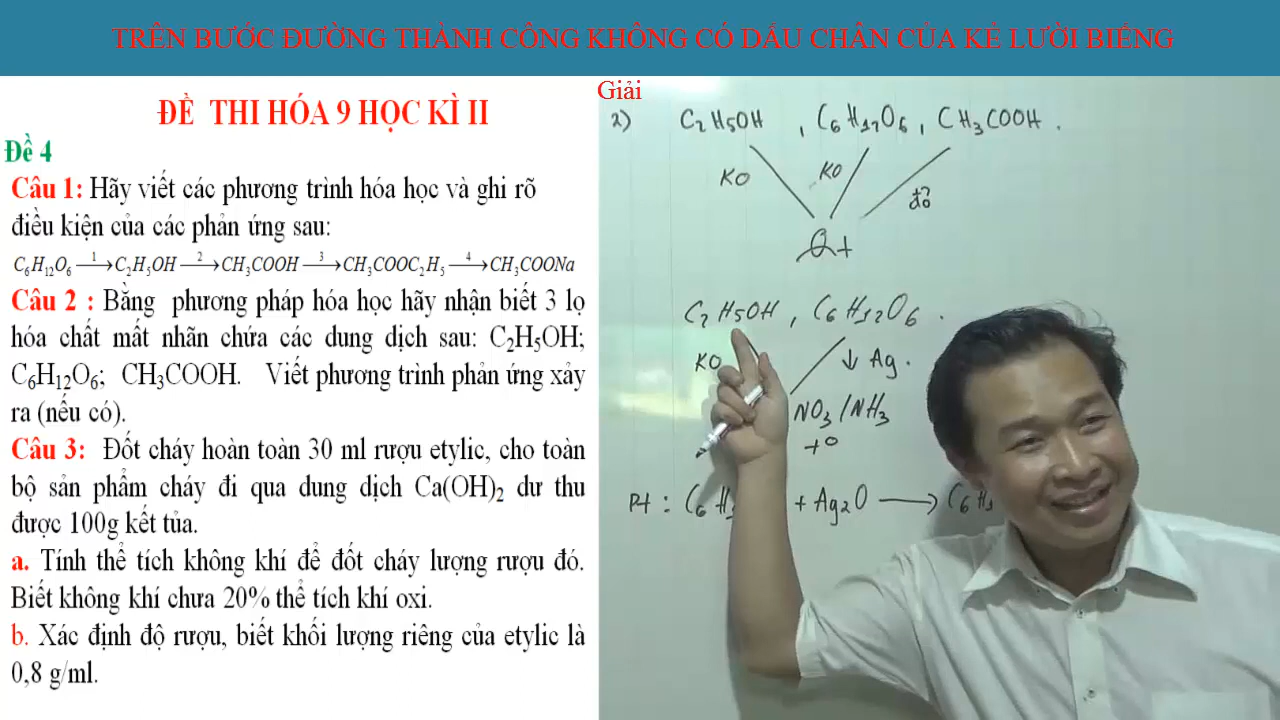 TRÊN BƯỚC ĐƯỜNG THÀNH CÔNG KHÔNG CÓ DẤU CHÂN CỦA KẺ LƯỜI BIẾNG
ĐỀ THI HÓA 9 HỌC KÌ II
Đề 4
Câu 1: Hãy viết các phương trình hóa học và ghi rõ
điều kiện của các phản ứng sau:
C₆H₁₂O₆ —1→ C₂H₅OH —2→ CH₃COOH —3→ CH₃COOC₂H₅ —4→ CH₃COONa
Câu 2 : Bằng phương pháp hóa học hãy nhận biết 3 lọ
hóa chất mất nhãn chứa các dung dịch sau: C₂H₅OH;
C₆H₁₂O₆; CH₃COOH. Viết phương trình phản ứng xảy
ra (nếu có).
Câu 3: Đốt cháy hoàn toàn 30 ml rượu etylic, cho toàn
bộ sản phẩm cháy đi qua dung dịch Ca(OH)₂ dư thu
được 100g kết tủa.
a. Tính thể tích không khí để đốt cháy lượng rượu đó.
Biết không khí chưa 20% thể tích khí oxi.
b. Xác định độ rượu, biết khối lượng riêng của etylic là
0,8 g/ml.
Giải
2) C₂H₅OH , C₆H₁₂O₆ , CH₃COOH .
KO KO đỏ
Qt
C₂H₅OH , C₆H₁₂O₆ .
KO ↓ Ag .
NO₃/NH₃
t°
Pt : C₆H + Ag₂O → C₆H₁